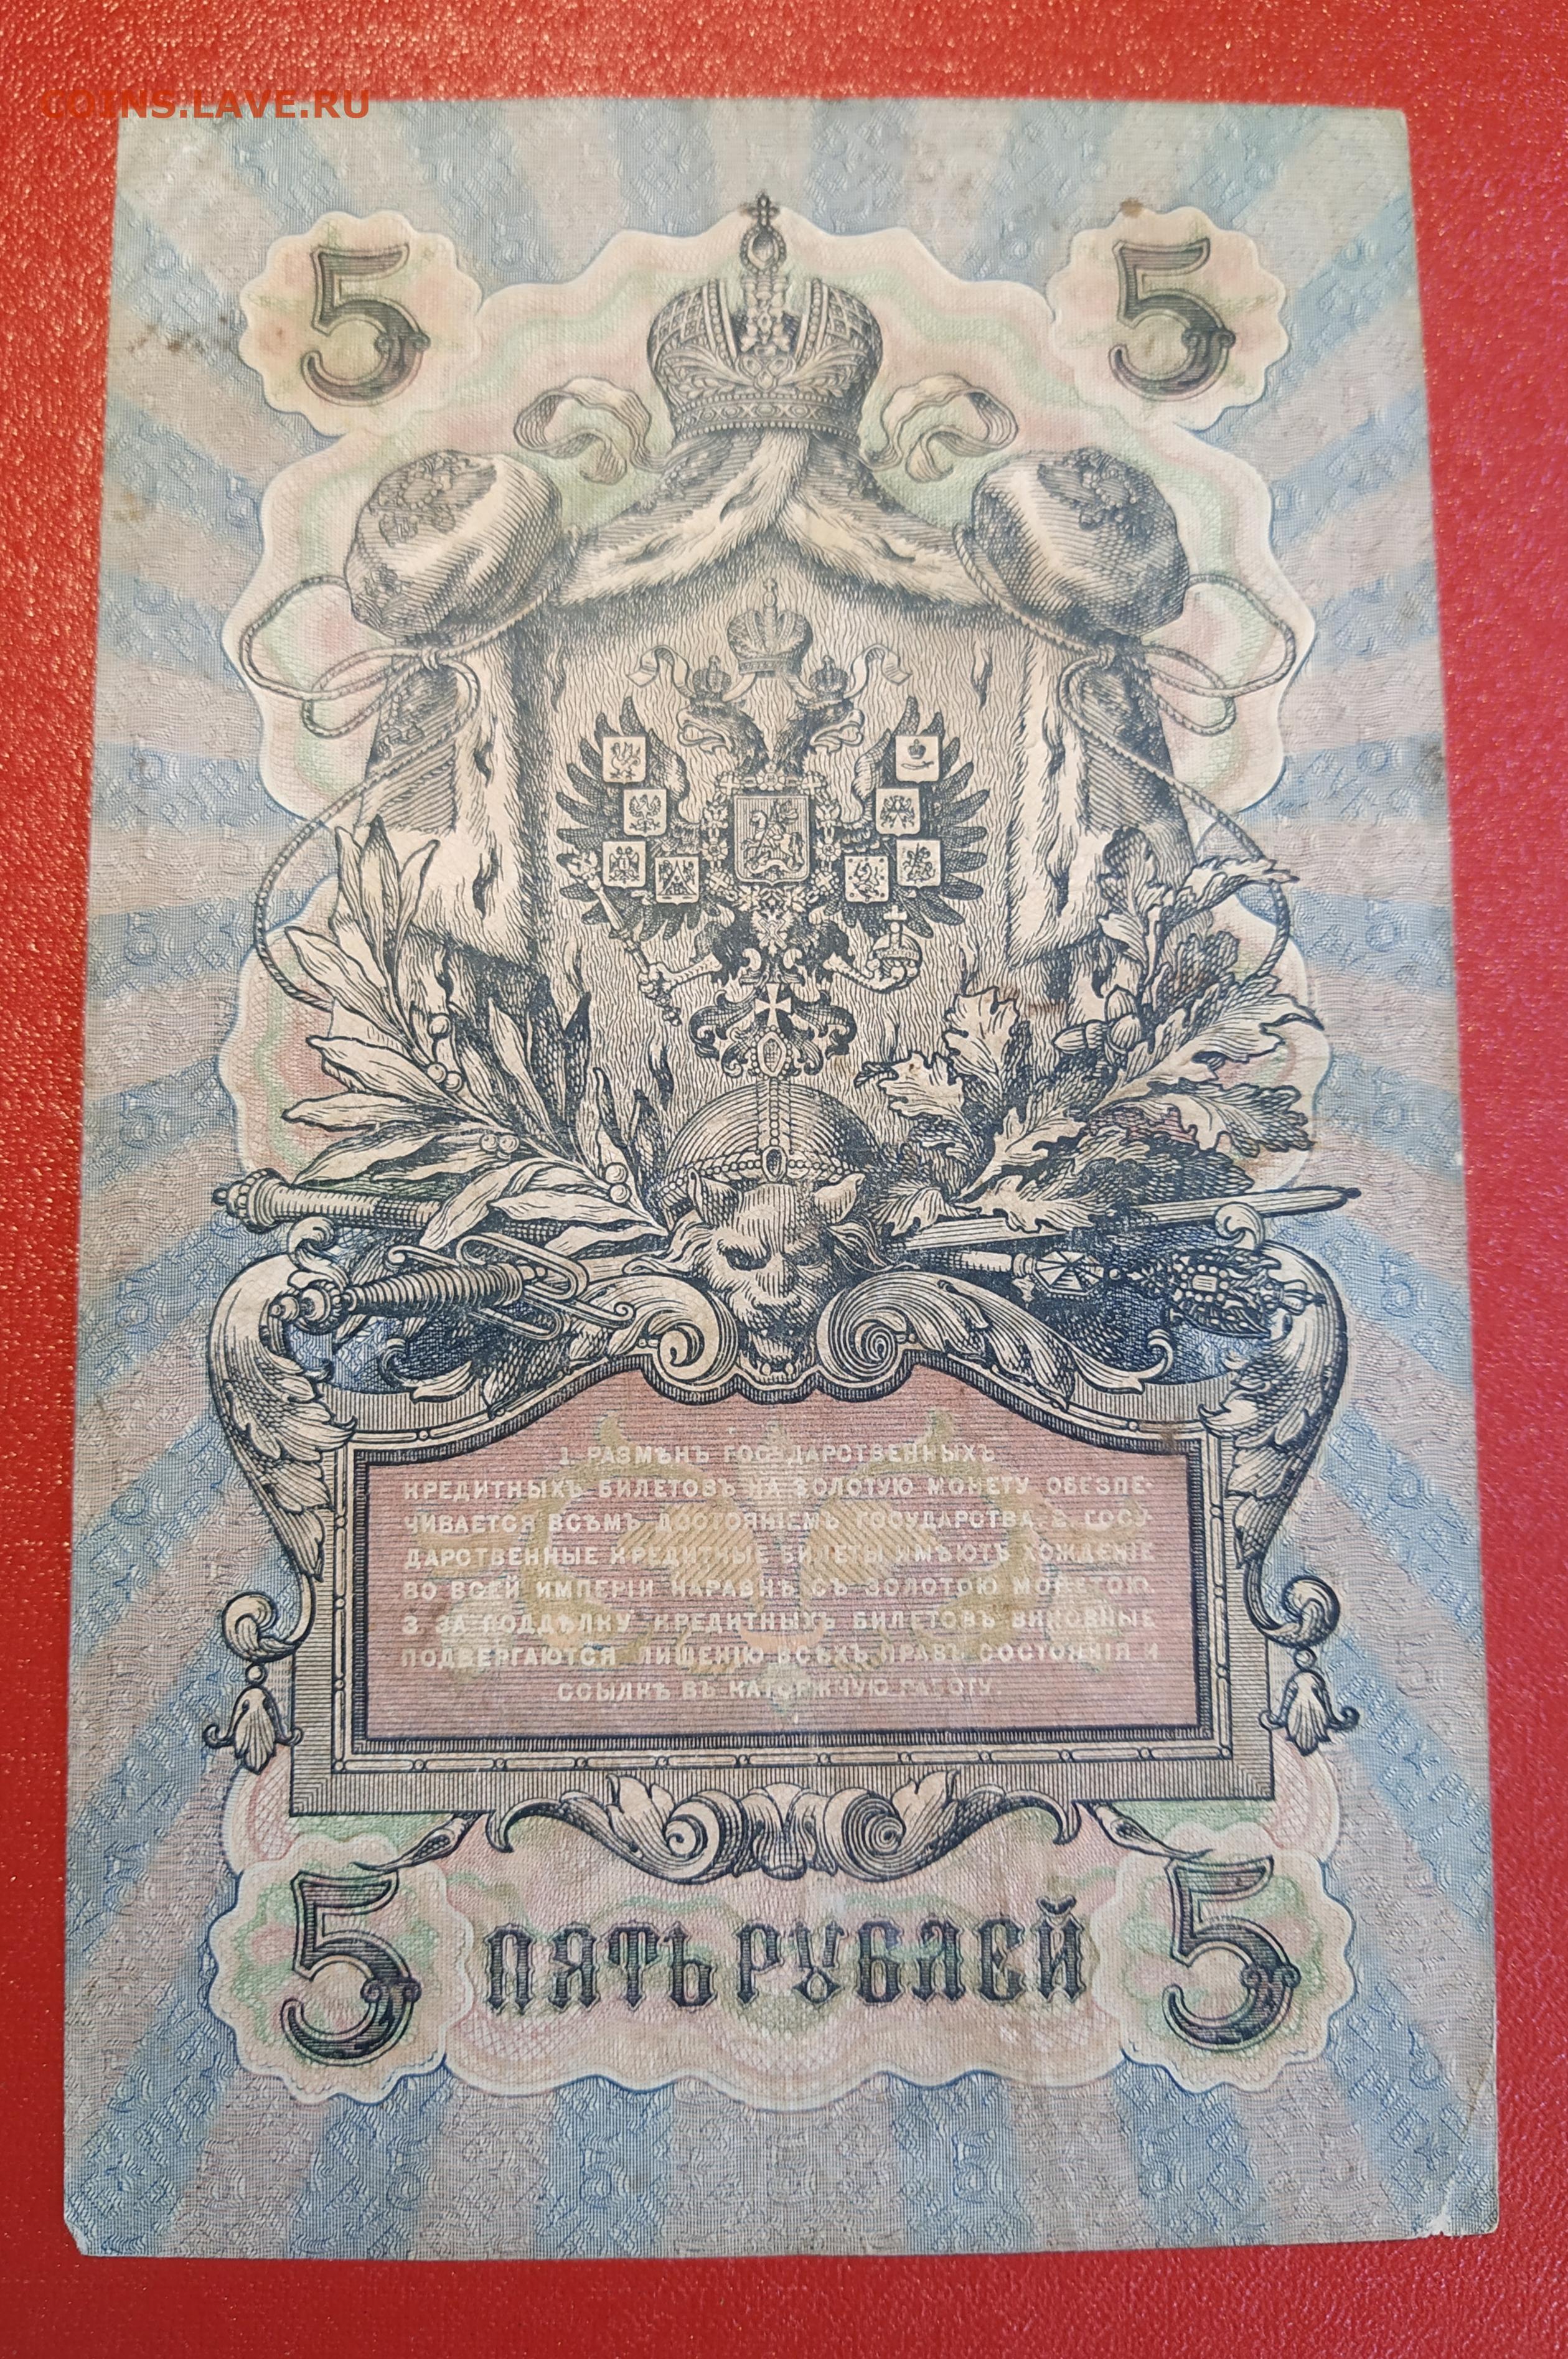 COINS.LAVE.RU
5 5
1. РАЗМѢНЪ ГОСУДАРСТВЕННЫХЪ
КРЕДИТНЫХЪ БИЛЕТОВЪ НА ЗОЛОТУЮ МОНЕТУ ОБЕЗПЕ-
ЧИВАЕТСЯ ВСѢМЪ ДОСТОЯНІЕМЪ ГОСУДАРСТВА. 2. ГОСУ-
ДАРСТВЕННЫЕ КРЕДИТНЫЕ БИЛЕТЫ ИМѢЮТЪ ХОЖДЕНІЕ
ВО ВСЕЙ ИМПЕРІИ НАРАВНѢ СЪ ЗОЛОТОЮ МОНЕТОЮ.
3. ЗА ПОДДѢЛКУ КРЕДИТНЫХЪ БИЛЕТОВЪ ВИНОВНЫЕ
ПОДВЕРГАЮТСЯ ЛИШЕНІЮ ВСѢХЪ ПРАВЪ СОСТОЯНІЯ И
ССЫЛКѢ ВЪ КАТОРЖНУЮ РАБОТУ.
5 ПЯТЬ РУБЛЕЙ 5